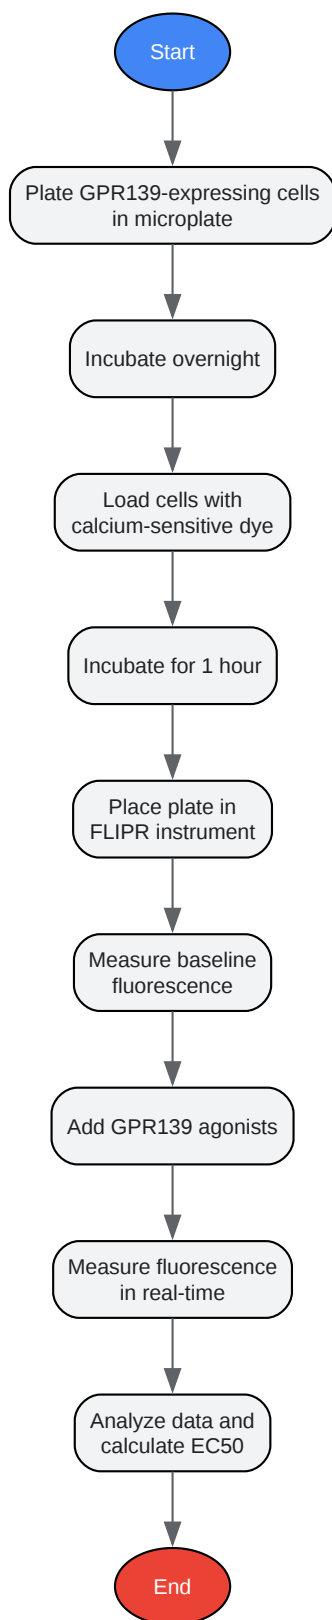 Start
Plate GPR139-expressing cells
in microplate
Incubate overnight
Load cells with
calcium-sensitive dye
Incubate for 1 hour
Place plate in
FLIPR instrument
Measure baseline
fluorescence
Add GPR139 agonists
Measure fluorescence
in real-time
Analyze data and
calculate EC50
End